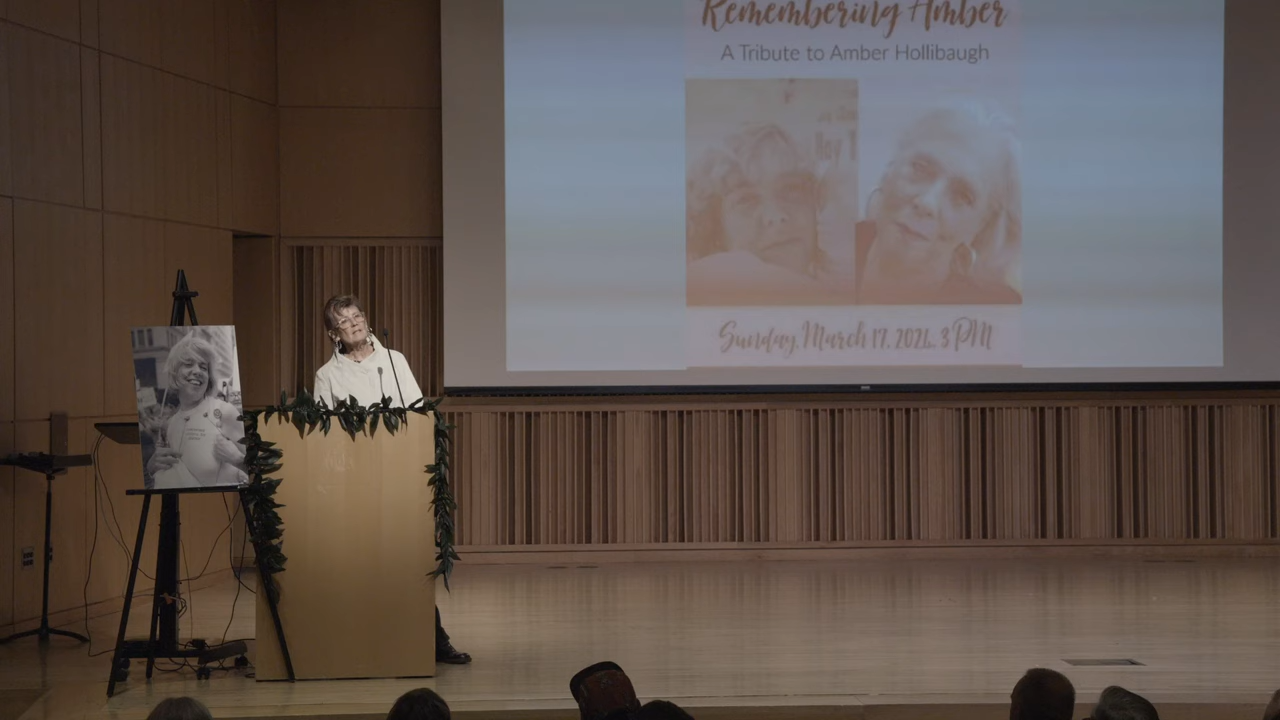 Remembering Amber
A Tribute to Amber Hollibaugh
Sunday, March 17, 2024, 3 PM